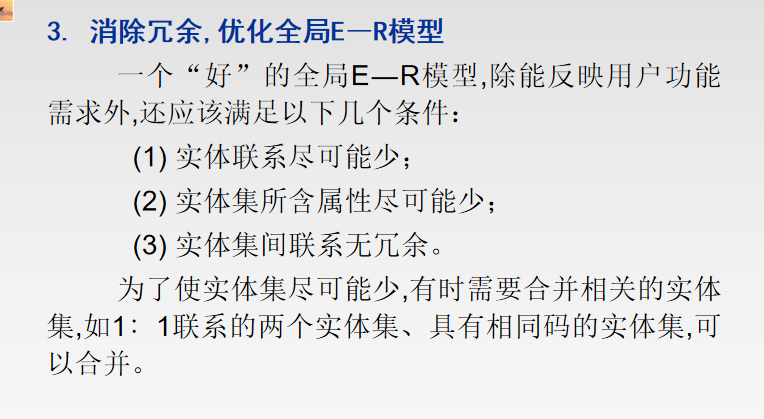 3. 消除冗余,优化全局E－R模型
一个“好”的全局E—R模型,除能反映用户功能
需求外,还应该满足以下几个条件：
(1) 实体联系尽可能少；
(2) 实体集所含属性尽可能少；
(3) 实体集间联系无冗余。
为了使实体集尽可能少,有时需要合并相关的实体
集,如1：1联系的两个实体集、具有相同码的实体集,可
以合并。